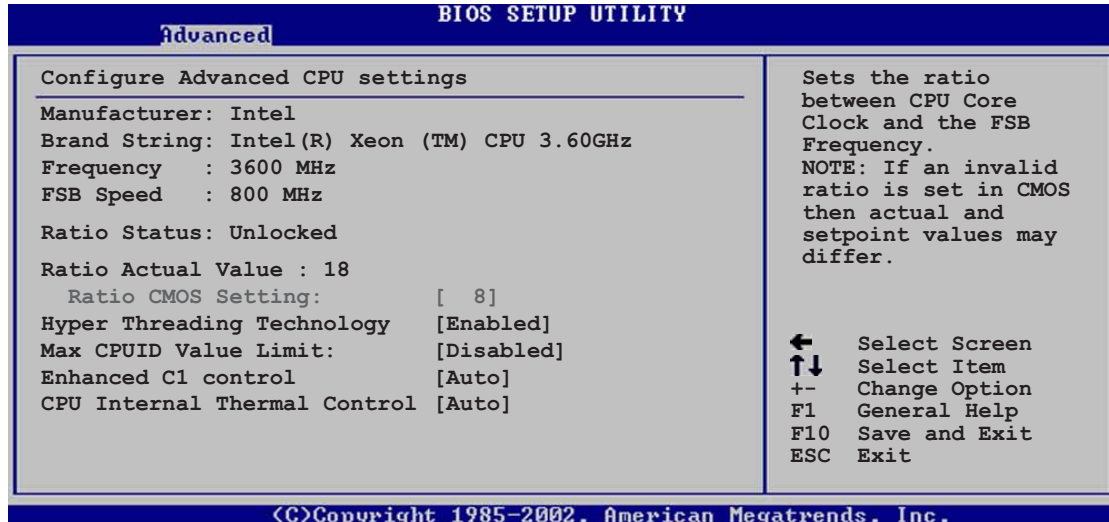 BIOS SETUP UTILITY
Advanced
Configure Advanced CPU settings
Manufacturer: Intel
Brand String: Intel(R) Xeon (TM) CPU 3.60GHz
Frequency : 3600 MHz
FSB Speed : 800 MHz
Ratio Status: Unlocked
Ratio Actual Value : 18
Ratio CMOS Setting: [ 8]
Hyper Threading Technology [Enabled]
Max CPUID Value Limit: [Disabled]
Enhanced C1 control [Auto]
CPU Internal Thermal Control [Auto]
Sets the ratio
between CPU Core
Clock and the FSB
Frequency.
NOTE: If an invalid
ratio is set in CMOS
then actual and
setpoint values may
differ.
← Select Screen
↑↓ Select Item
+- Change Option
F1 General Help
F10 Save and Exit
ESC Exit
(C)Copyright 1985-2002, American Megatrends, Inc.